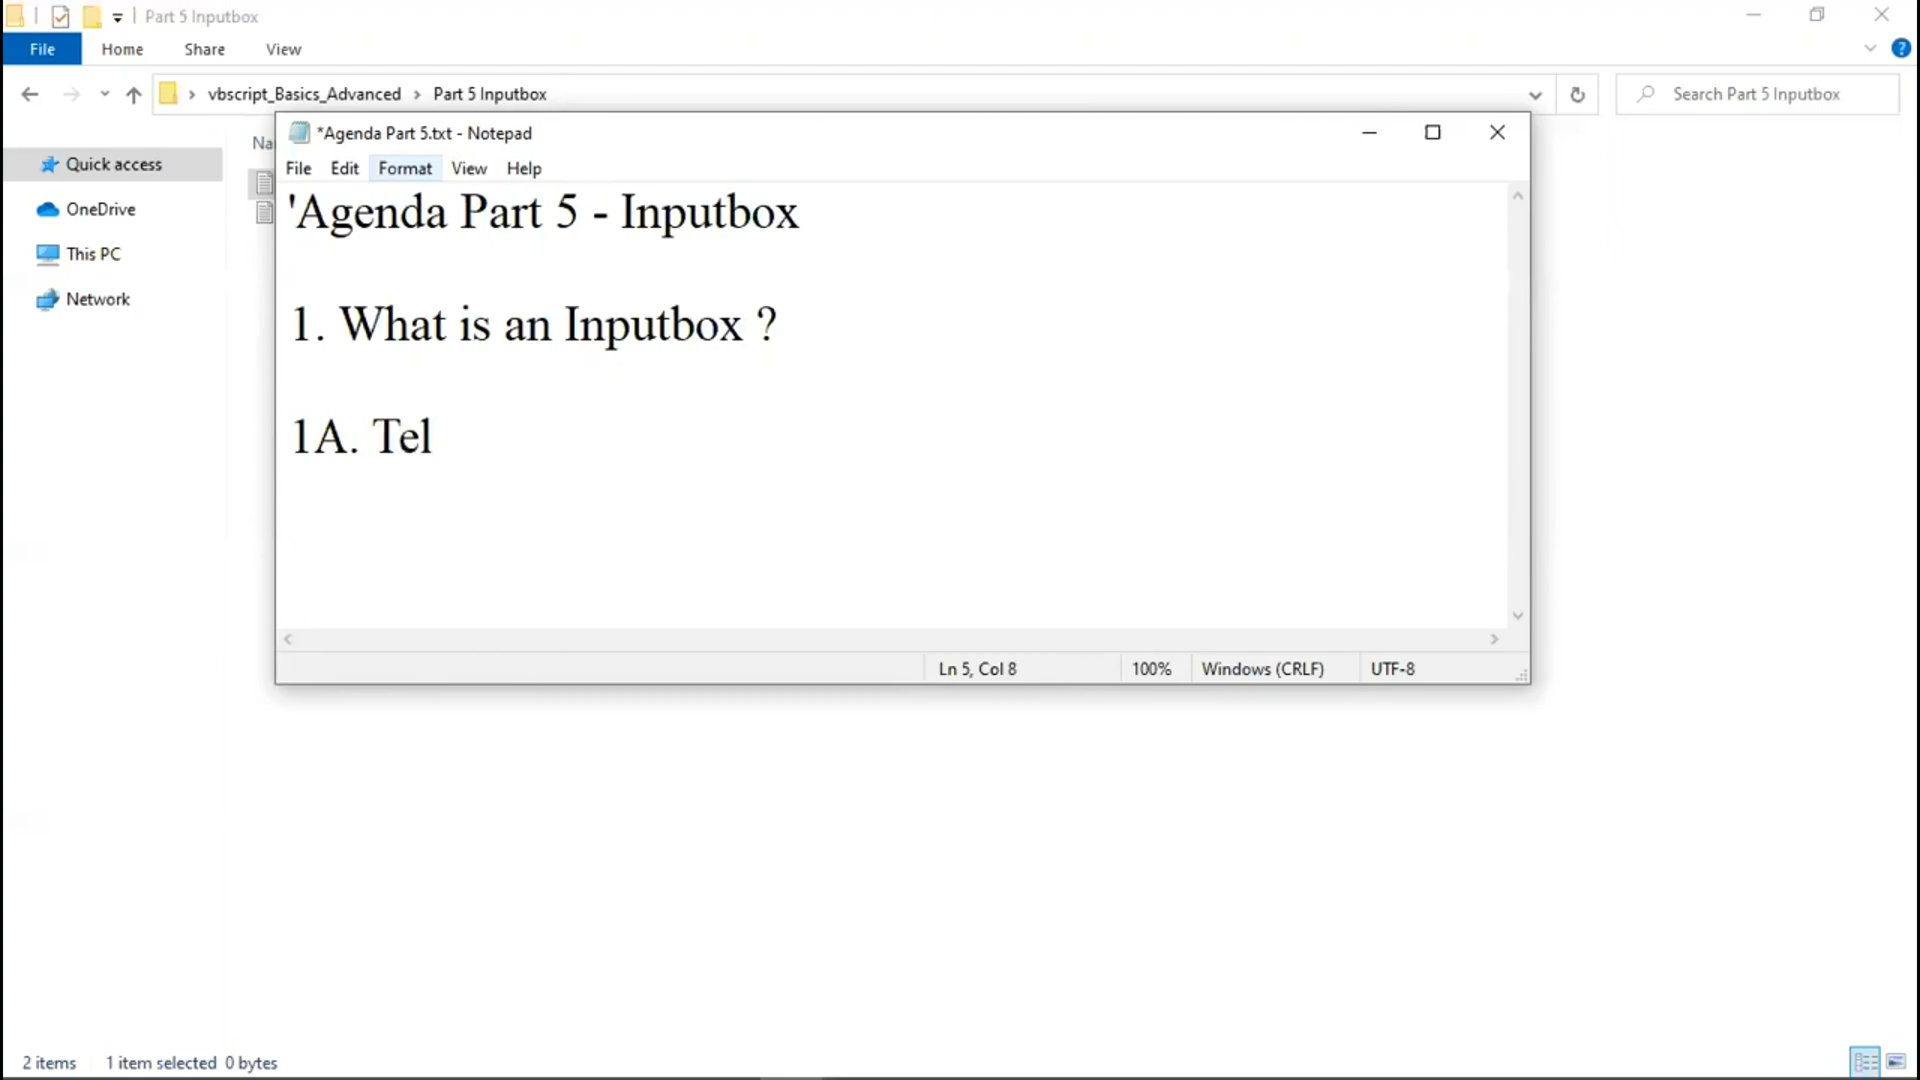 Part 5 Inputbox
File Home Share View
vbscript_Basics_Advanced Part 5 Inputbox
Search Part 5 Inputbox
Na
Quick access
OneDrive
This PC
Network
*Agenda Part 5.txt - Notepad
File Edit Format View Help
'Agenda Part 5 - Inputbox
1. What is an Inputbox ?
1A. Tel
Ln 5, Col 8 100% Windows (CRLF) UTF-8
2 items 1 item selected 0 bytes